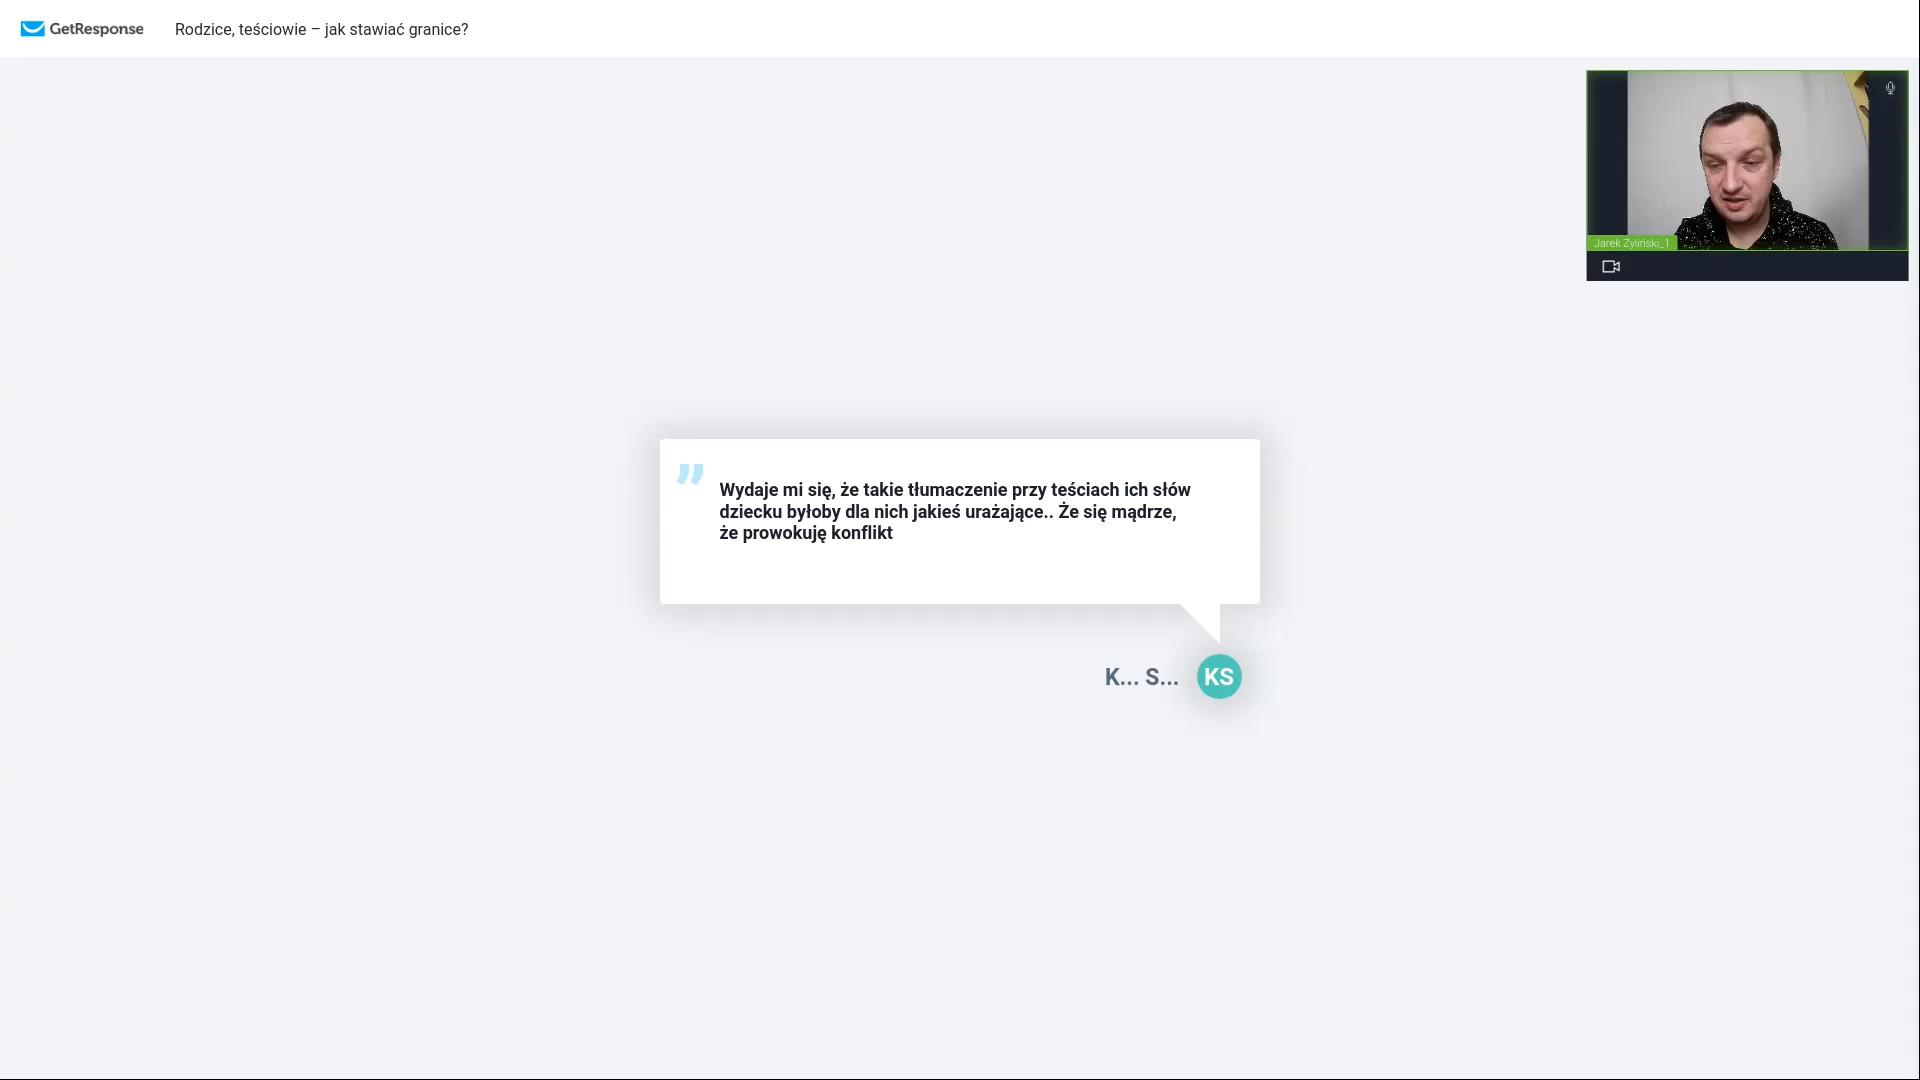 GetResponse
Rodzice, teściowie – jak stawiać granice?
Jarek Żyliński_1
Wydaje mi się, że takie tłumaczenie przy teściach ich słów
dziecku byłoby dla nich jakieś urażające.. Że się mądrze,
że prowokuję konflikt
K... S...
KS